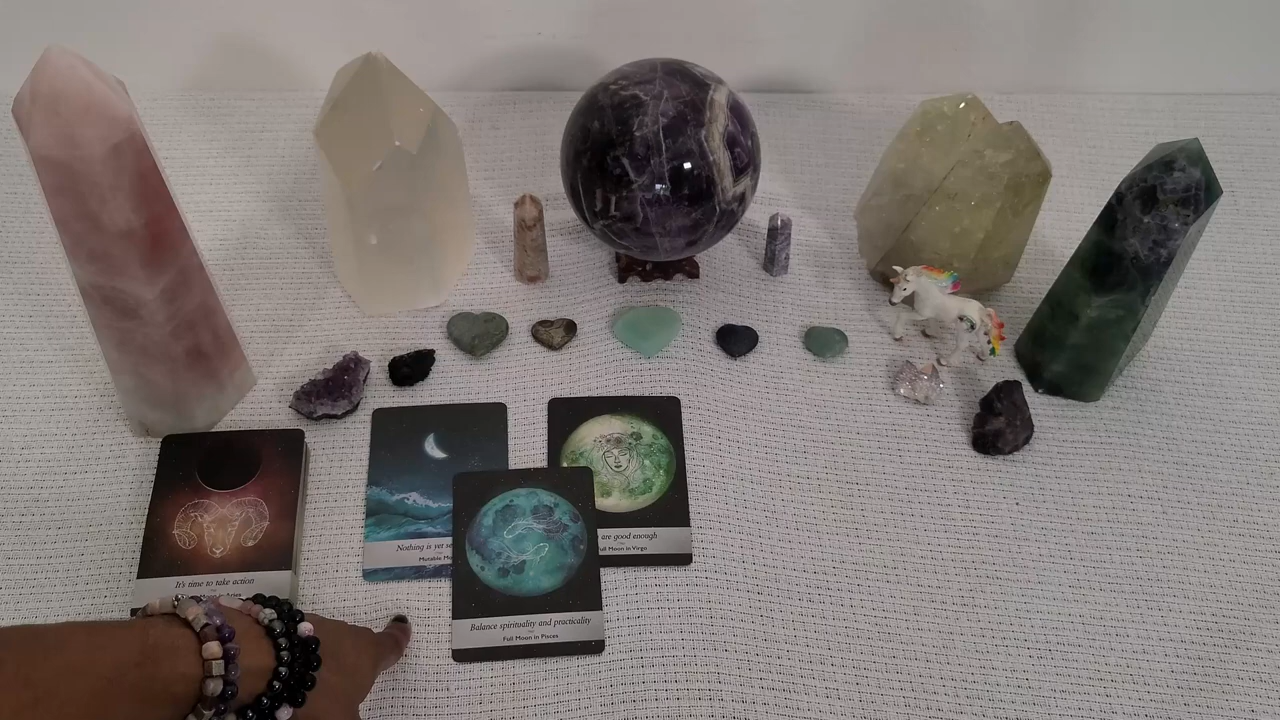 It's time to take action
Nothing is yet
Mutable
are good enough
Full Moon in Virgo
Balance spirituality and practicality
Full Moon in Pisces